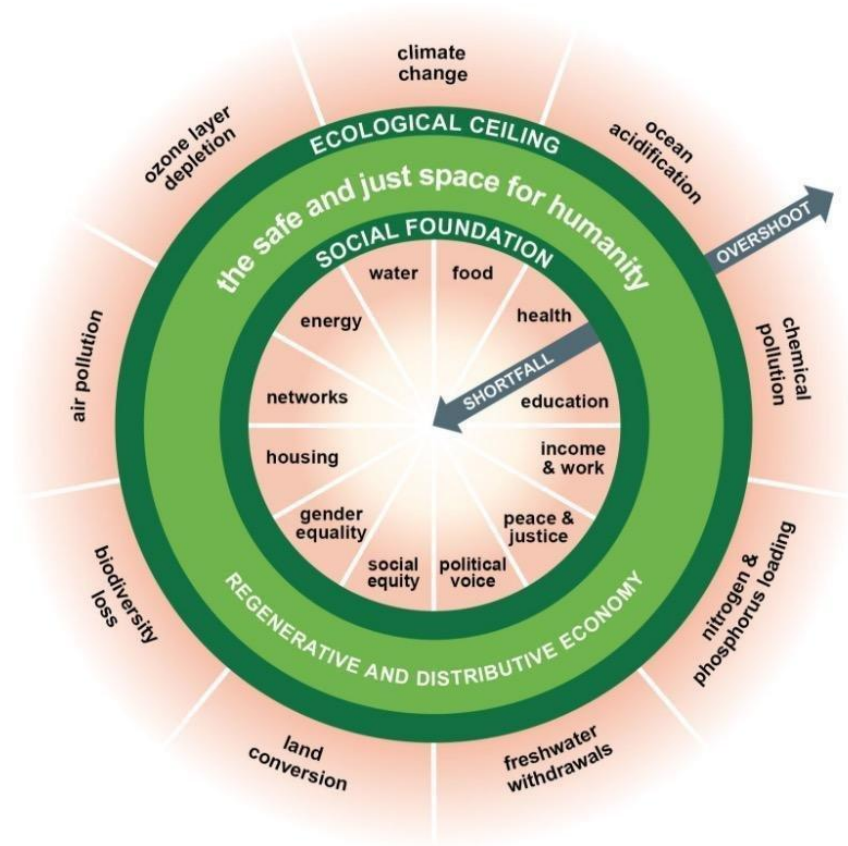 climate
change
ocean
acidification
chemical
pollution
nitrogen &
phosphorus loading
freshwater
withdrawals
land
conversion
biodiversity
loss
air pollution
ozone layer
depletion
ECOLOGICAL CEILING
the safe and just space for humanity
SOCIAL FOUNDATION
OVERSHOOT
SHORTFALL
water
food
health
education
income
& work
peace &
justice
political
voice
social
equity
gender
equality
housing
networks
energy
REGENERATIVE AND DISTRIBUTIVE ECONOMY